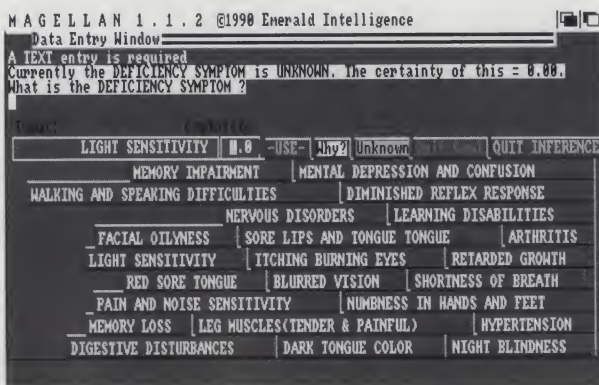 MAGELLAN 1.1.2 ©1990 Emerald Intelligence
Data Entry Window
A TEXT entry is required
Currently the DEFICIENCY SYMPTOM is UNKNOWN. The certainty of this = 0.00.
What is the DEFICIENCY SYMPTOM ?
LIGHT SENSITIVITY .0 -USE- Why? Unknown QUIT INFERENCE
MEMORY IMPAIRMENT MENTAL DEPRESSION AND CONFUSION
WALKING AND SPEAKING DIFFICULTIES DIMINISHED REFLEX RESPONSE
NERVOUS DISORDERS LEARNING DISABILITIES
FACIAL OILYNESS SORE LIPS AND TONGUE TONGUE ARTHRITIS
LIGHT SENSITIVITY ITCHING BURNING EYES RETARDED GROWTH
RED SORE TONGUE BLURRED VISION SHORTNESS OF BREATH
PAIN AND NOISE SENSITIVITY NUMBNESS IN HANDS AND FEET
MEMORY LOSS LEG MUSCLES(TENDER & PAINFUL) HYPERTENSION
DIGESTIVE DISTURBANCES DARK TONGUE COLOR NIGHT BLINDNESS